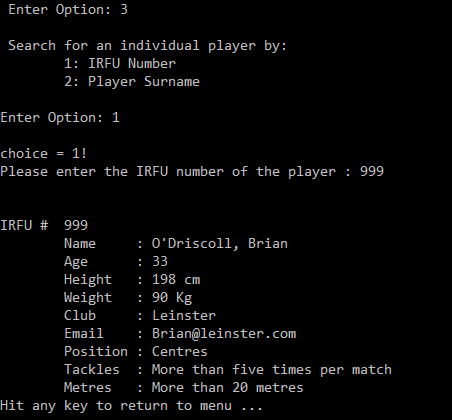 Enter Option: 3
Search for an individual player by:
1: IRFU Number
2: Player Surname
Enter Option: 1
choice = 1!
Please enter the IRFU number of the player : 999
IRFU # 999
Name : O'Driscoll, Brian
Age : 33
Height : 198 cm
Weight : 90 Kg
Club : Leinster
Email : Brian@leinster.com
Position : Centres
Tackles : More than five times per match
Metres : More than 20 metres
Hit any key to return to menu ...